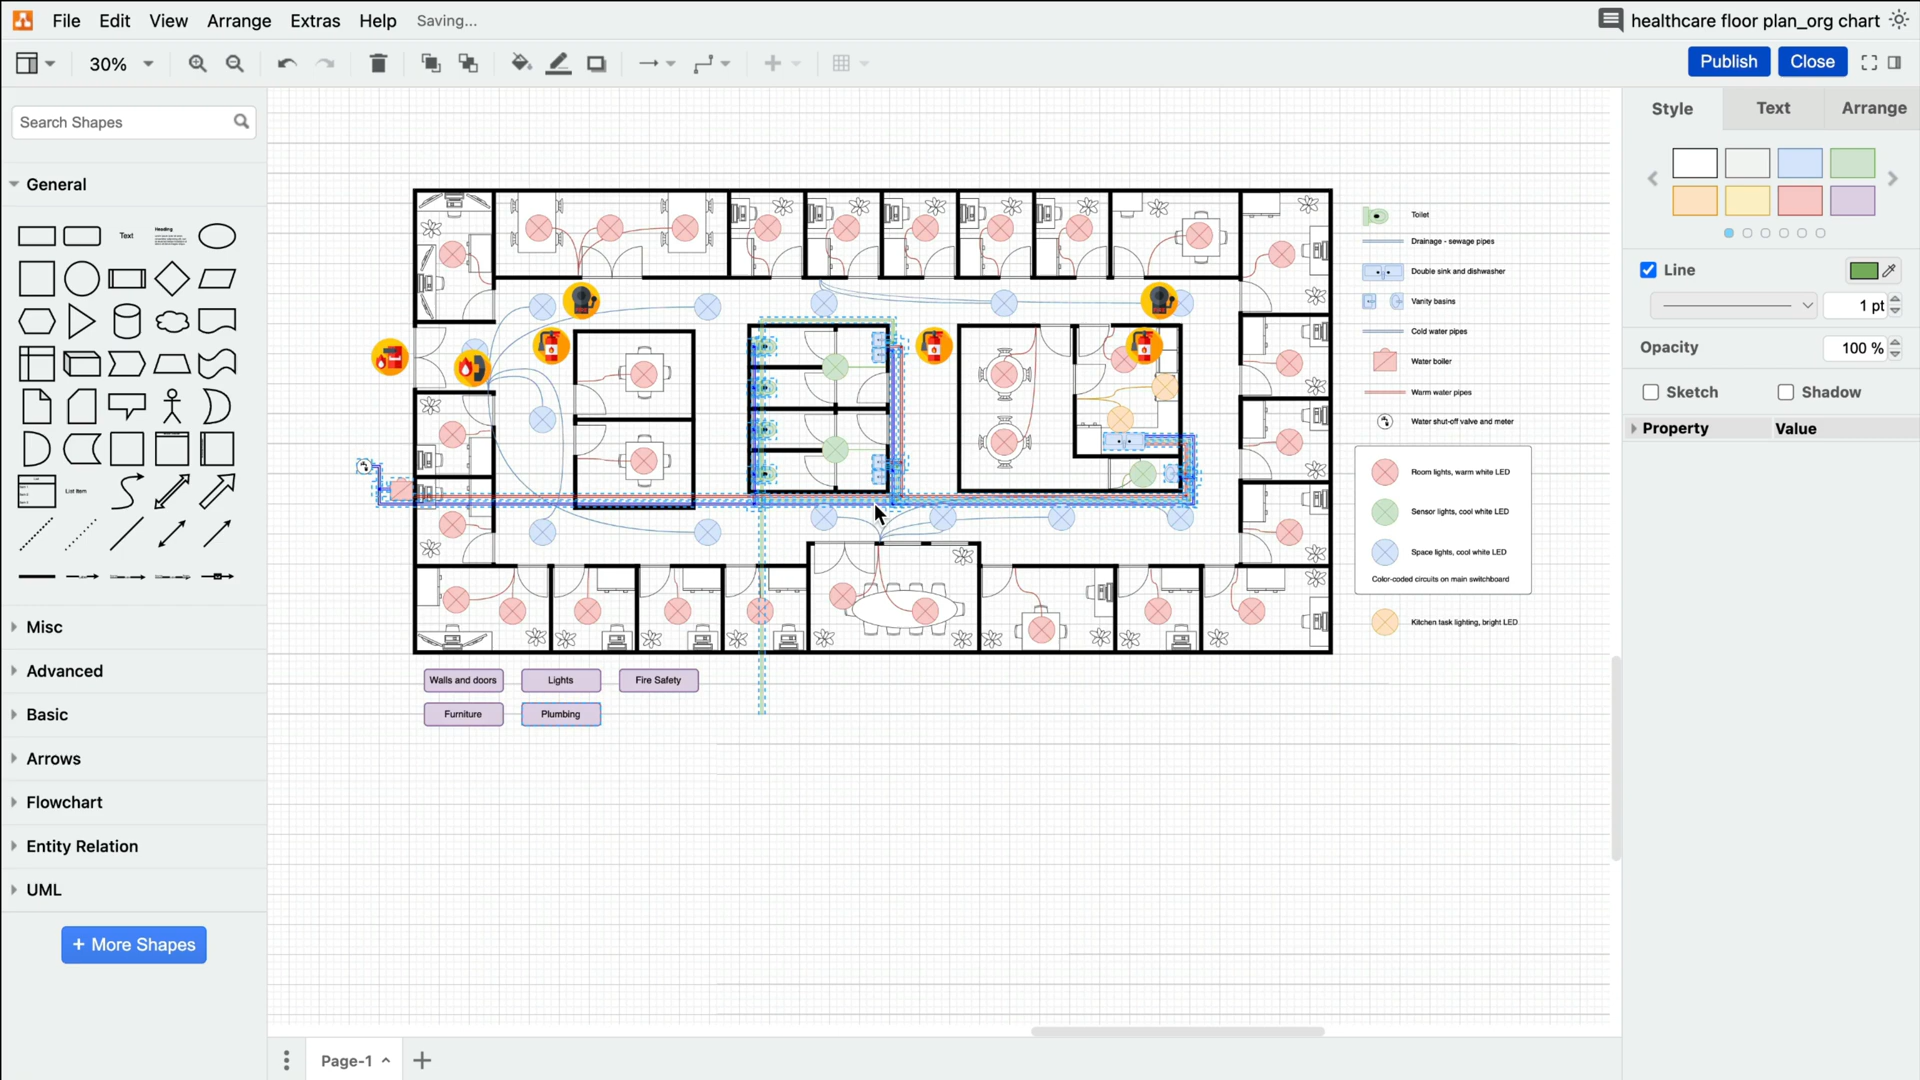 File Edit View Arrange Extras Help Saving...
healthcare floor plan_org chart
30%
Publish Close
Search Shapes
Style Text Arrange
General
Text
Heading
Line
1 pt
Opacity
100 %
Sketch Shadow
Property Value
List Item
Toilet
Drainage - sewage pipes
Double sink and dishwasher
Vanity basins
Cold water pipes
Water boiler
Warm water pipes
Water shut-off valve and meter
Room lights, warm white LED
Sensor lights, cool white LED
Space lights, cool white LED
Color-coded circuits on main switchboard
Kitchen task lighting, bright LED
Walls and doors Lights Fire Safety
Furniture Plumbing
Misc
Advanced
Basic
Arrows
Flowchart
Entity Relation
UML
+ More Shapes
Page-1